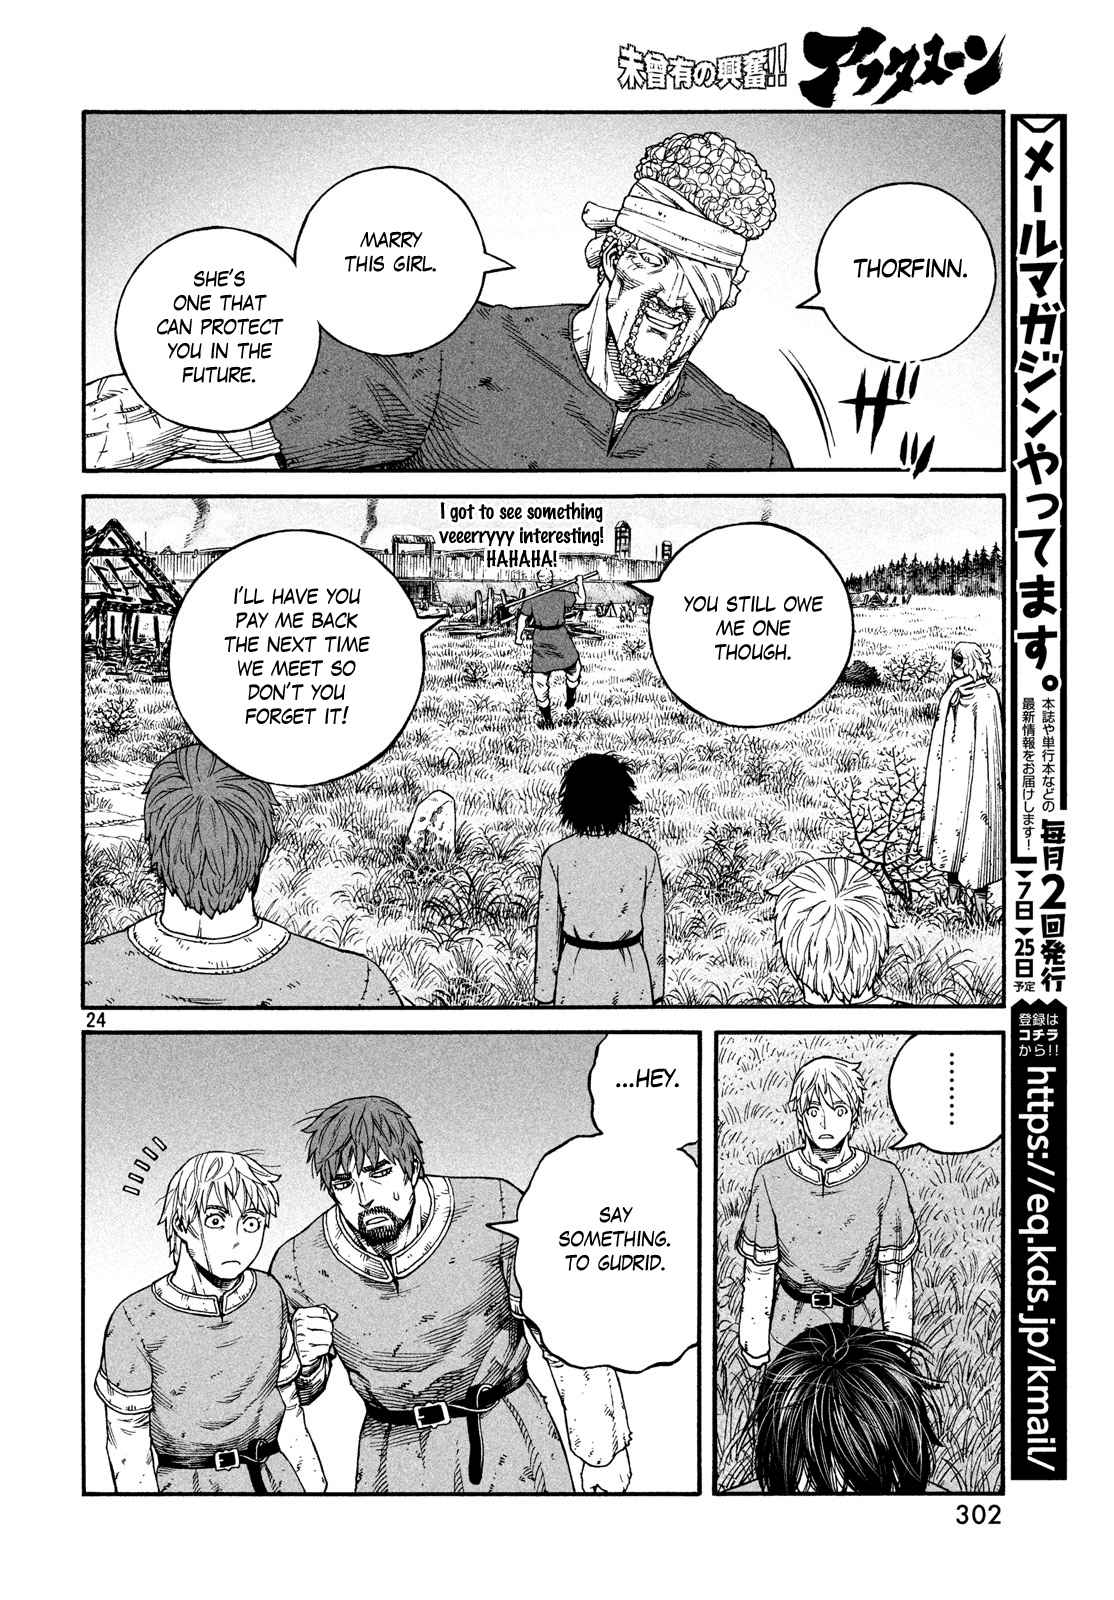 未曾有の興奮!!
アフタヌーン
THORFINN.
MARRY
THIS GIRL.
SHE'S
ONE THAT
CAN PROTECT
YOU IN THE
FUTURE.
ザッ
I got to see something
veeerryyy interesting!
HAHAHA!
YOU STILL OWE
ME ONE
THOUGH.
I'LL HAVE YOU
PAY ME BACK
THE NEXT TIME
WE MEET SO
DON'T YOU
FORGET IT!
24
.........
...HEY.
SAY
SOMETHING.
TO GUDRID.
302
メールマガジンやってます。
本誌や単行本などの
最新情報をお届けします!
毎月2回発行
▼7日▼25日予定
登録は
コチラ
から!!
https://eq.kds.jp/kmail/